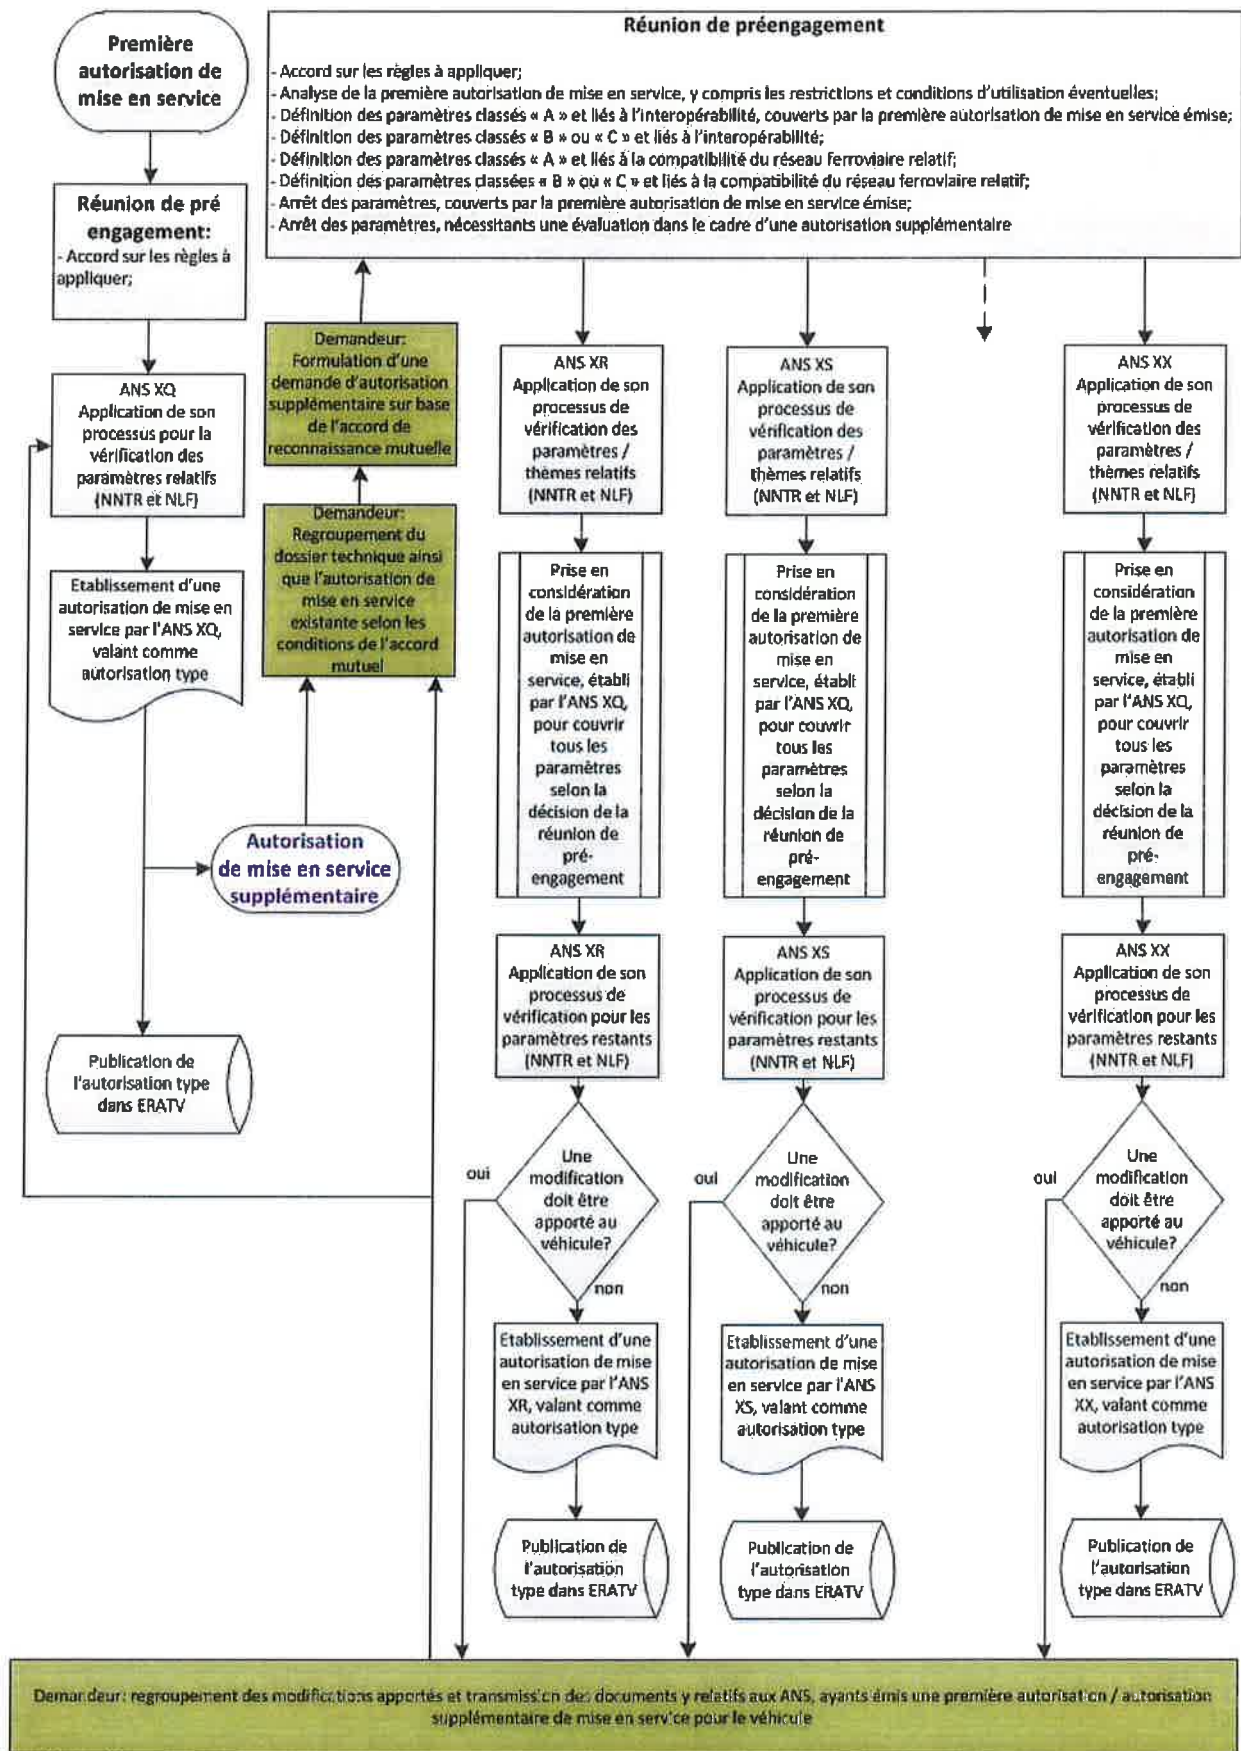 Première
autorisation de
mise en service
Réunion de pré
engagement:
- Accord sur les règles à
appliquer;
ANS XQ
Application de son
processus pour la
vérification des
paramètres relatifs
(NNTR et NLF)
Etablissement d'une
autorisation de mise en
service par l'ANS XQ,
valant comme
autorisation type
Publication de
l'autorisation type
dans ERATV
Autorisation
de mise en service
supplémentaire
Demandeur:
Regroupement du
dossier technique ainsi
que l'autorisation de
mise en service
existante selon les
conditions de l'accord
mutuel
Demandeur:
Formulation d'une
demande d'autorisation
supplémentaire sur base
de l'accord de
reconnaissance mutuelle
Réunion de préengagement
- Accord sur les règles à appliquer;
- Analyse de la première autorisation de mise en service, y compris les restrictions et conditions d'utilisation éventuelles;
- Définition des paramètres classés « A » et liés à l'interopérabilité, couverts par la première autorisation de mise en service émise;
- Définition des paramètres classés « B » ou « C » et liés à l'interopérabilité;
- Définition des paramètres classés « A » et liés à la compatibilité du réseau ferroviaire relatif;
- Définition des paramètres classées « B » ou « C » et liés à la compatibilité du réseau ferroviaire relatif;
- Arrêt des paramètres, couverts par la première autorisation de mise en service émise;
- Arrêt des paramètres, nécessitants une évaluation dans le cadre d'une autorisation supplémentaire
ANS XR
Application de son
processus de
vérification des
paramètres /
thèmes relatifs
(NNTR et NLF)
Prise en
considération
de la première
autorisation de
mise en
service, établi
par l'ANS XQ,
pour couvrir
tous les
paramètres
selon la
décision de la
réunion de
pré-
engagement
ANS XR
Application de son
processus de
vérification pour les
paramètres restants
(NNTR et NLF)
Une
modification
doit être
apporté au
véhicule?
oui
non
Etablissement d'une
autorisation de mise
en service par l'ANS
XR, valant comme
autorisation type
Publication de
l'autorisation
type dans ERATV
ANS XS
Application de son
processus de
vérification des
paramètres /
thèmes relatifs
(NNTR et NLF)
Prise en
considération
de la première
autorisation de
mise en
service, établi
par l'ANS XQ,
pour couvrir
tous les
paramètres
selon la
décision de la
réunion de
pré-
engagement
ANS XS
Application de son
processus de
vérification pour les
paramètres restants
(NNTR et NLF)
Une
modification
doit être
apporté au
véhicule?
oui
non
Etablissement d'une
autorisation de mise
en service par l'ANS
XS, valant comme
autorisation type
Publication de
l'autorisation
type dans ERATV
ANS XX
Application de son
processus de
vérification des
paramètres /
thèmes relatifs
(NNTR et NLF)
Prise en
considération
de la première
autorisation de
mise en
service, établi
par l'ANS XQ,
pour couvrir
tous les
paramètres
selon la
décision de la
réunion de
pré-
engagement
ANS XX
Application de son
processus de
vérification pour les
paramètres restants
(NNTR et NLF)
Une
modification
doit être
apporté au
véhicule?
oui
non
Etablissement d'une
autorisation de mise
en service par l'ANS
XX, valant comme
autorisation type
Publication de
l'autorisation
type dans ERATV
Demandeur: regroupement des modifications apportés et transmission des documents y relatifs aux ANS, ayants émis une première autorisation / autorisation
supplémentaire de mise en service pour le véhicule